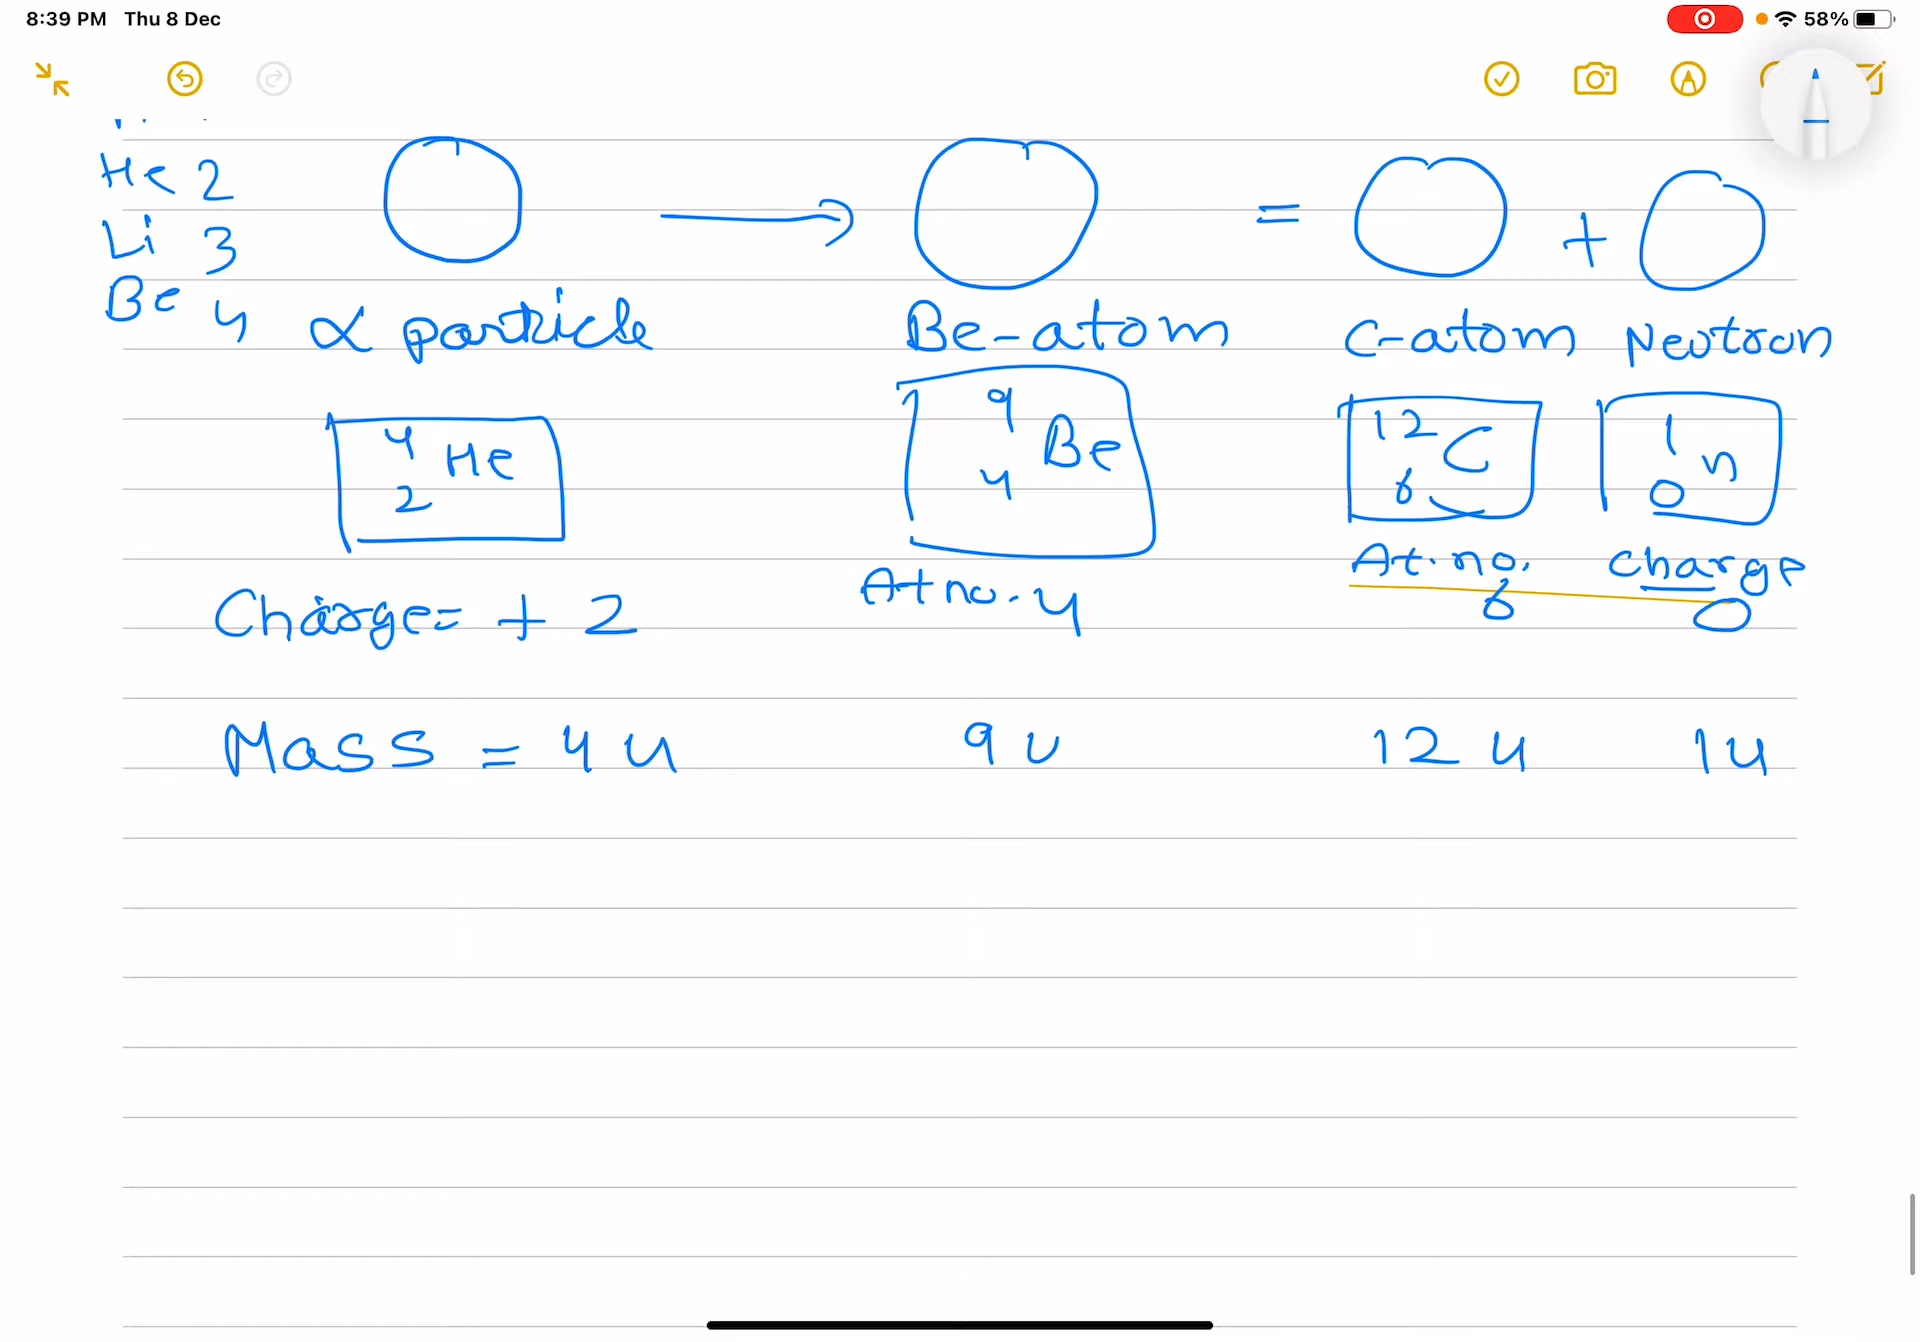 8:39 PM Thu 8 Dec 58%
He 2
Li 3
Be 4
= +
α particle Be-atom C-atom Neutron
4 He 2 9 Be 4 12 C 6 1 n 0
Charge = + 2 At no. 4 At. no. 6 charge 0
Mass = 4 u 9 u 12 u 1 u